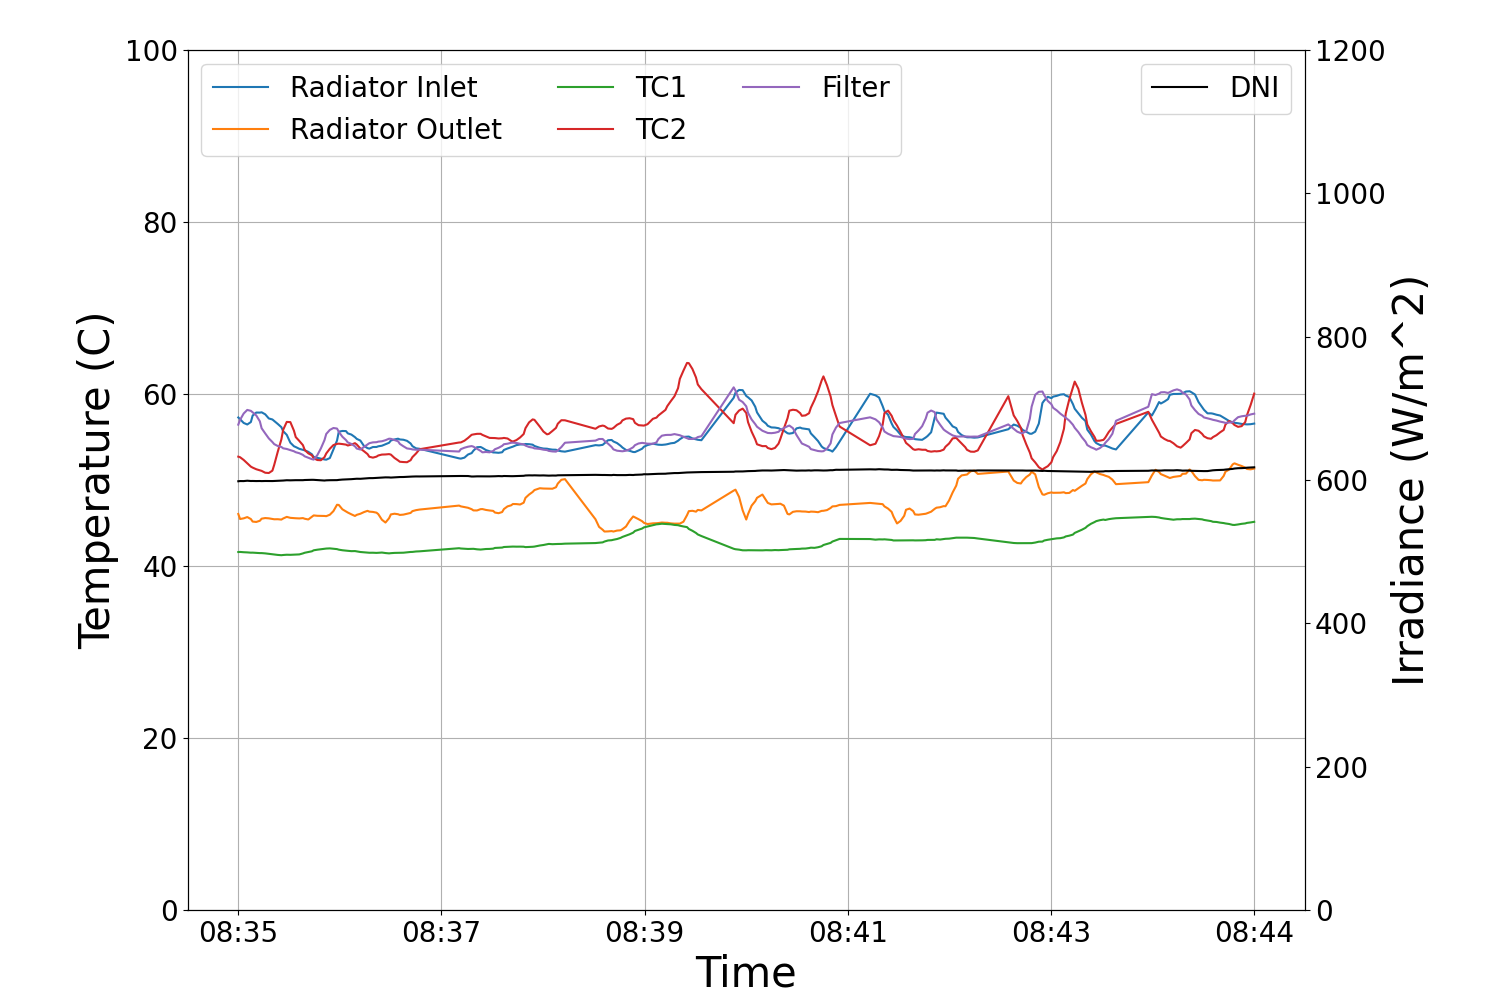 Radiator Inlet
Radiator Outlet
TC1
TC2
Filter
DNI
Temperature (C)
100
80
60
40
20
0
1200
1000
800
600
400
200
0
Irradiance (W/m^2)
08:35 08:37 08:39 08:41 08:43 08:44
Time